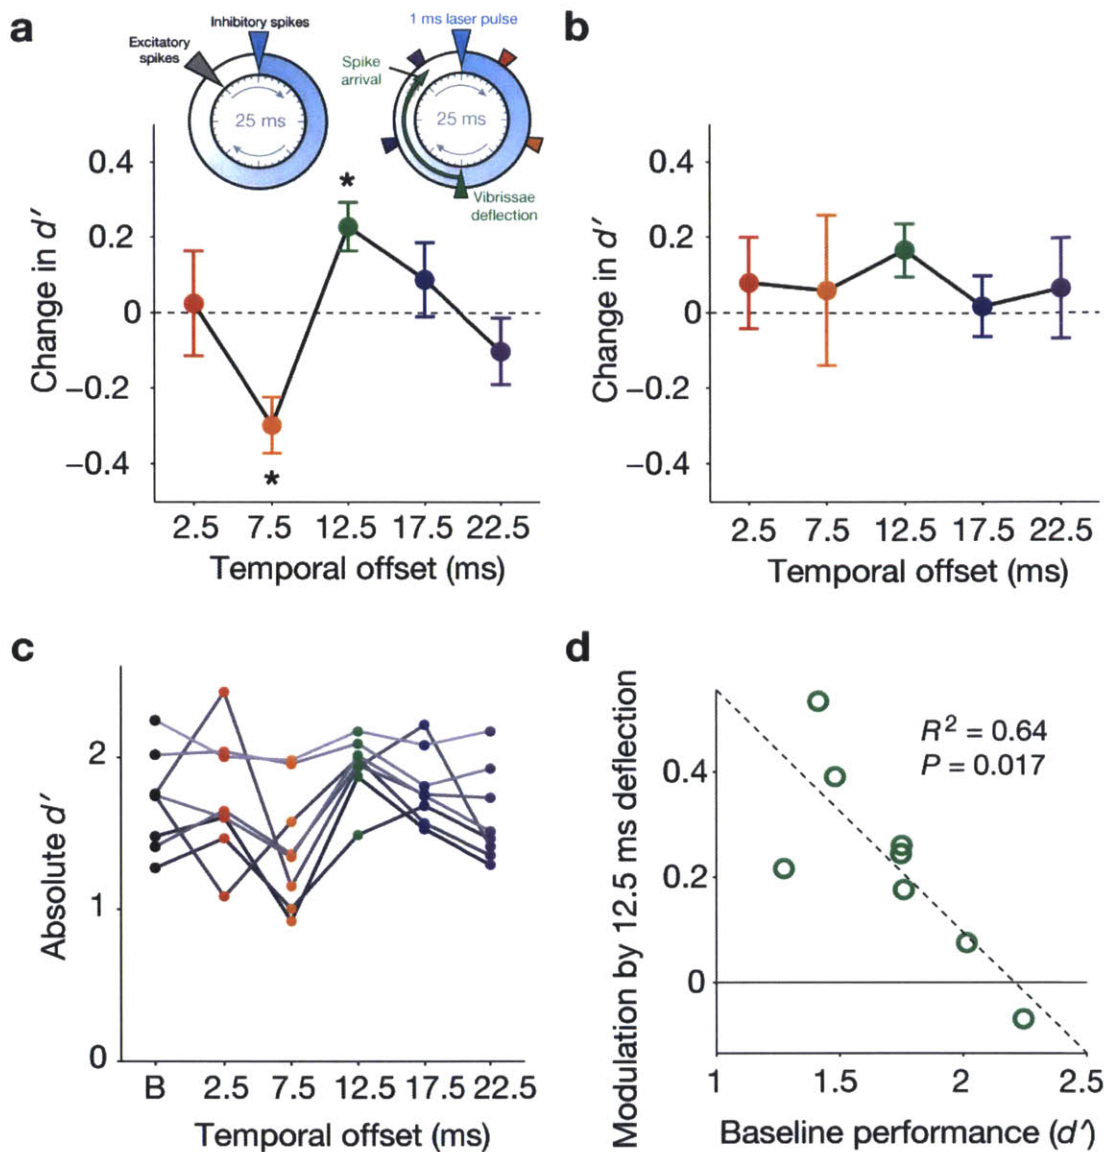 a
Inhibitory spikes
Excitatory
spikes
25 ms
1 ms laser pulse
Spike
arrival
25 ms
Vibrissae
deflection
Change in d′
0.4
0.2
0
−0.2
−0.4
*
*
2.5 7.5 12.5 17.5 22.5
Temporal offset (ms)
b
Change in d′
0.4
0.2
0
−0.2
−0.4
2.5 7.5 12.5 17.5 22.5
Temporal offset (ms)
c
Absolute d′
2
1
0
B 2.5 7.5 12.5 17.5 22.5
Temporal offset (ms)
d
Modulation by 12.5 ms deflection
0.4
0.2
0
R² = 0.64
P = 0.017
1 1.5 2 2.5
Baseline performance (d′)